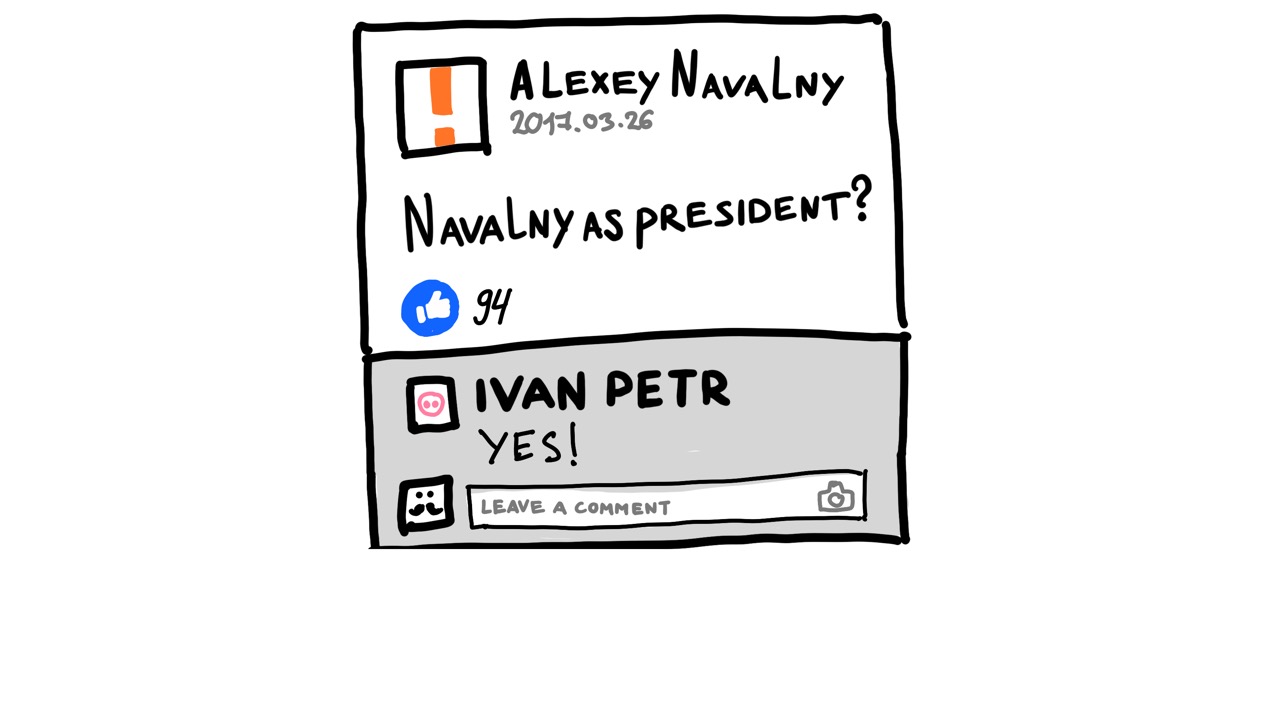 !
ALEXEY NAVALNY
2017.03.26
NAVALNY AS PRESIDENT?
94
IVAN PETR
YES!
LEAVE A COMMENT